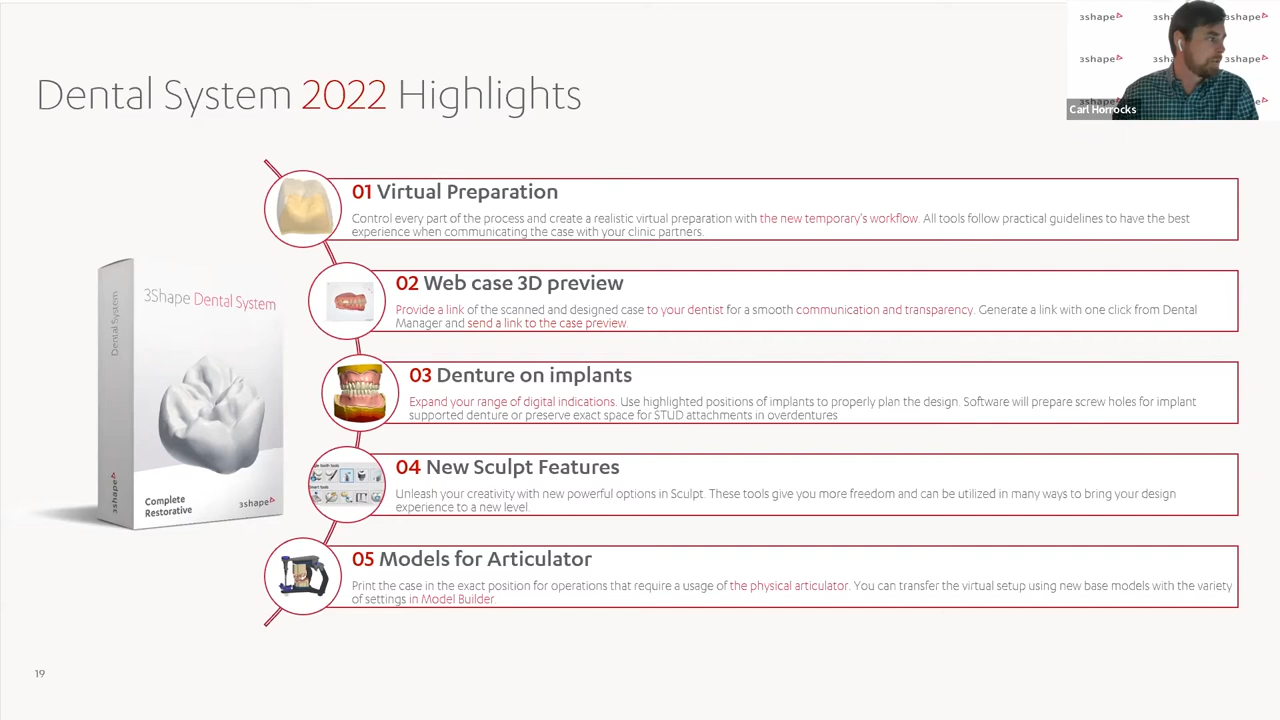 3shape
3sha
3shape
3shape
3shape
Carl Horrocks
Dental System 2022 Highlights
01 Virtual Preparation
Control every part of the process and create a realistic virtual preparation with the new temporary's workflow. All tools follow practical guidelines to have the best
experience when communicating the case with your clinic partners.
02 Web case 3D preview
Provide a link of the scanned and designed case to your dentist for a smooth communication and transparency. Generate a link with one click from Dental
Manager and send a link to the case preview.
03 Denture on implants
Expand your range of digital indications. Use highlighted positions of implants to properly plan the design. Software will prepare screw holes for implant
supported denture or preserve exact space for STUD attachments in overdentures
04 New Sculpt Features
Unleash your creativity with new powerful options in Sculpt. These tools give you more freedom and can be utilized in many ways to bring your design
experience to a new level.
05 Models for Articulator
Print the case in the exact position for operations that require a usage of the physical articulator. You can transfer the virtual setup using new base models with the variety
of settings in Model Builder.
Dental System
3shape
3Shape Dental System
Complete
Restorative
3shape
19